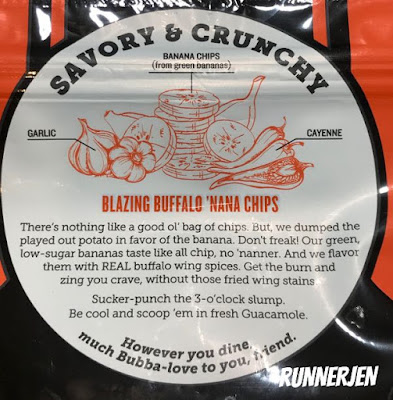 SAVORY & CRUNCHY
BANANA CHIPS
(from green bananas)
GARLIC
CAYENNE
BLAZING BUFFALO 'NANA CHIPS
There's nothing like a good ol' bag of chips. But, we dumped the
played out potato in favor of the banana. Don't freak! Our green,
low-sugar bananas taste like all chip, no 'nanner. And we flavor
them with REAL buffalo wing spices. Get the burn and
zing you crave, without those fried wing stains.
Sucker-punch the 3-o'clock slump.
Be cool and scoop 'em in fresh Guacamole.
However you dine,
much Bubba-love to you, friend.
RUNNERJEN